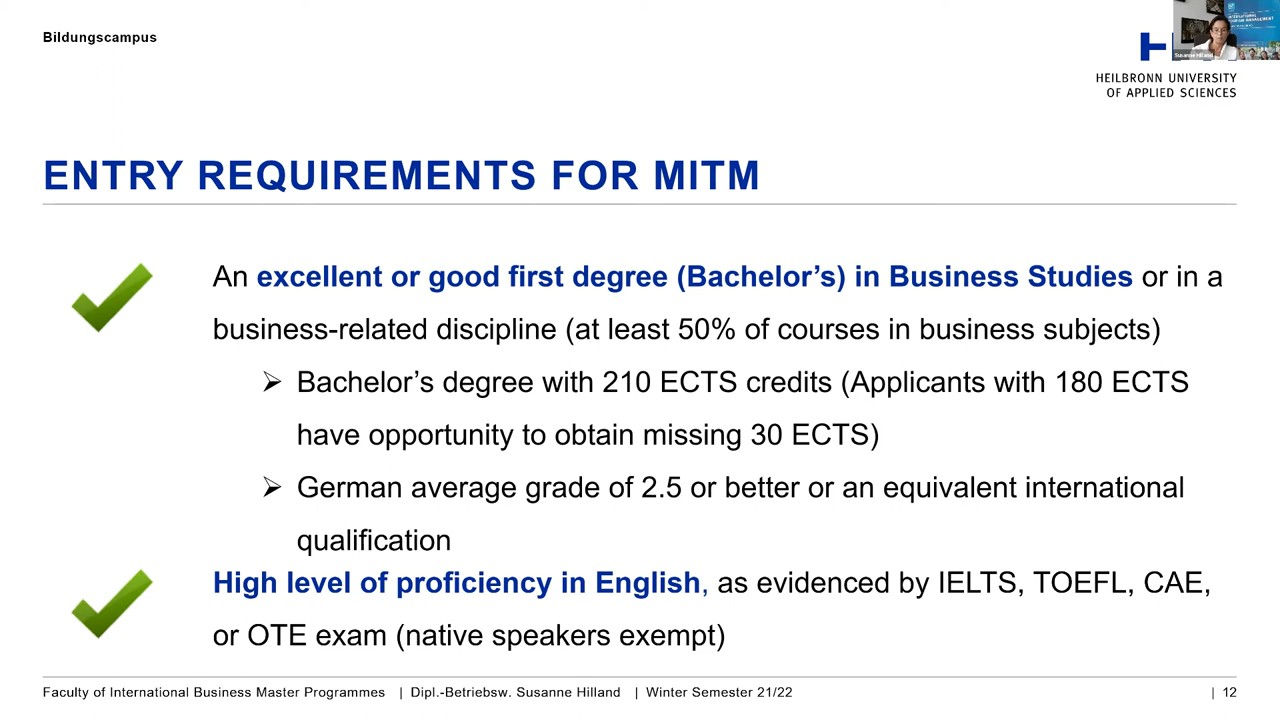 Bildungscampus
Susanne Hilland
HEILBRONN UNIVERSITY
OF APPLIED SCIENCES
ENTRY REQUIREMENTS FOR MITM
An excellent or good first degree (Bachelor’s) in Business Studies or in a
business-related discipline (at least 50% of courses in business subjects)
➢ Bachelor’s degree with 210 ECTS credits (Applicants with 180 ECTS
have opportunity to obtain missing 30 ECTS)
➢ German average grade of 2.5 or better or an equivalent international
qualification
High level of proficiency in English, as evidenced by IELTS, TOEFL, CAE,
or OTE exam (native speakers exempt)
Faculty of International Business Master Programmes | Dipl.-Betriebsw. Susanne Hilland | Winter Semester 21/22 | 12